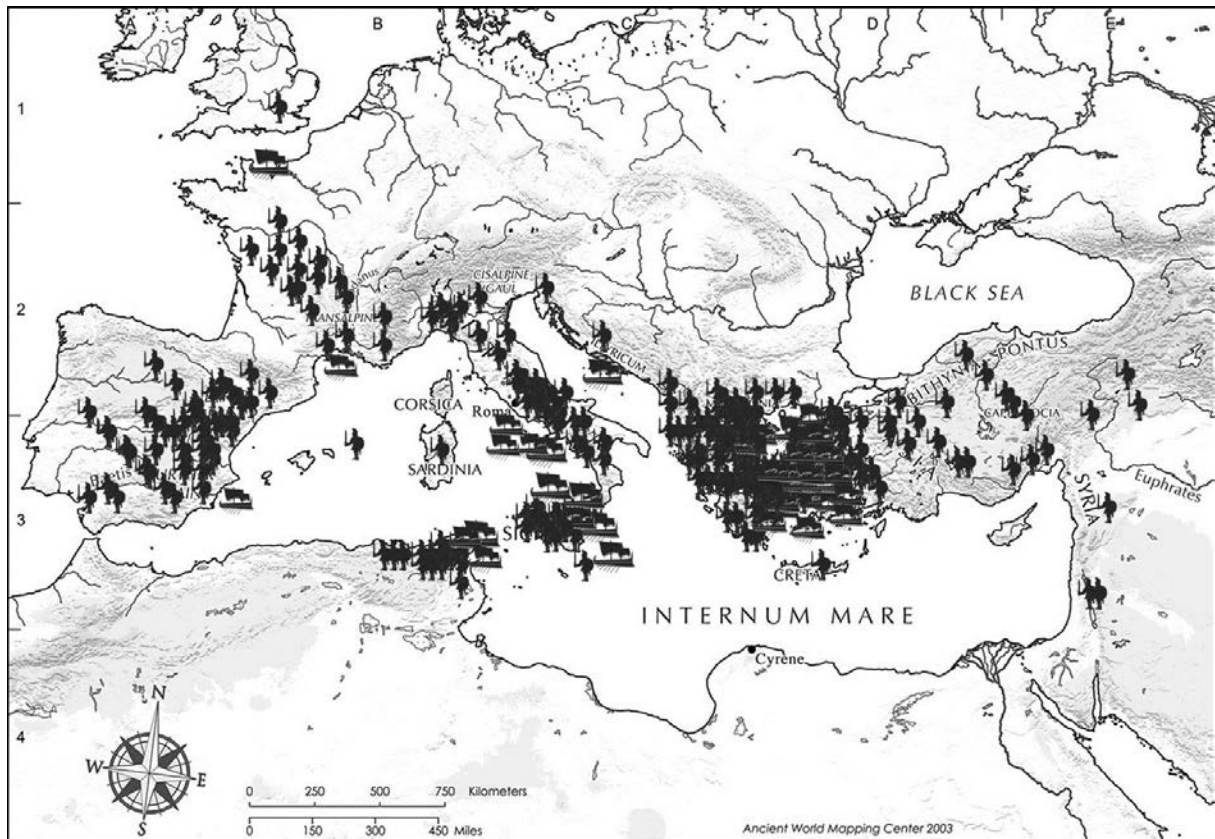 A
B
C
D
E
1
2
3
4
CISALPINE
GAUL
BLACK SEA
PONTUS
CORSICA
Roma
SARDINIA
Euphrates
SYRIA
CRETA
INTERNUM MARE
Cyrene
N
W
E
S
0 250 500 750 Kilometers
0 150 300 450 Miles
Ancient World Mapping Center 2003